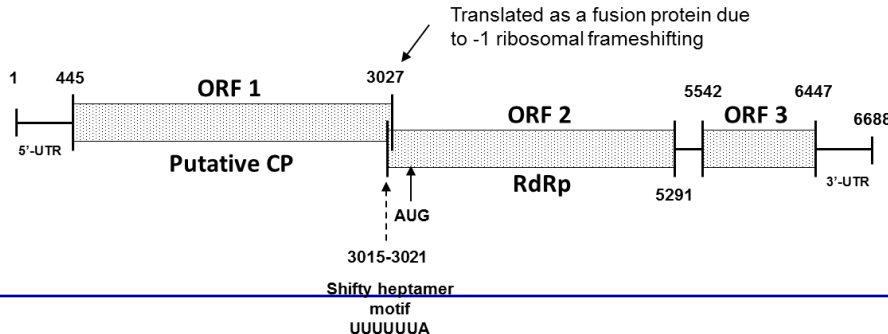 Translated as a fusion protein due
to -1 ribosomal frameshifting
1 445 3027
ORF 1
5542 6447
ORF 2 ORF 3
6688
5'-UTR
Putative CP
RdRp
3'-UTR
5291
AUG
3015-3021
Shifty heptamer
motif
UUUUUUA